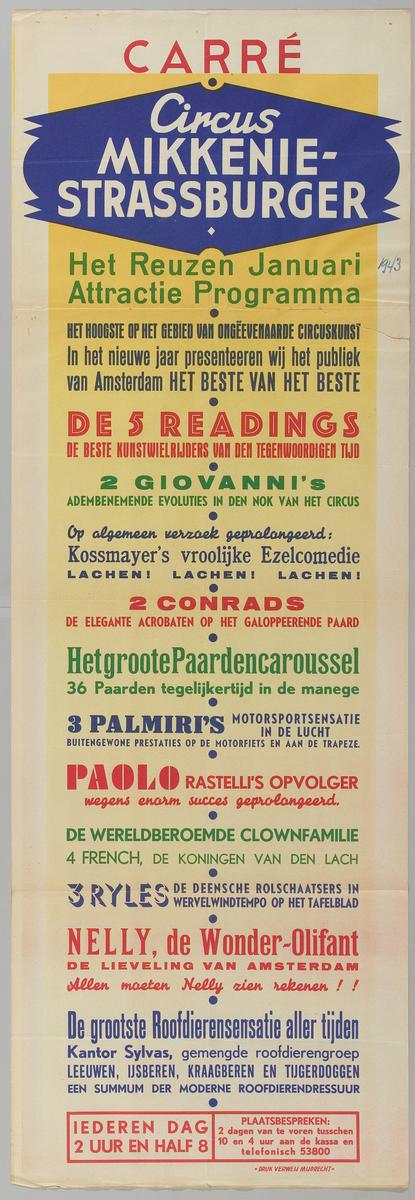 CARRÉ
Circus
MIKKENIE-
STRASSBURGER
Het Reuzen Januari
1943
Attractie Programma
HET HOOGSTE OP HET GEBIED VAN ONGËEVENAARDE CIRCUSKUNST
In het nieuwe jaar presenteeren wij het publiek
van Amsterdam HET BESTE VAN HET BESTE
DE 5 READINGS
DE BESTE KUNSTWIELRIJDERS VAN DEN TEGENWOORDIGEN TIJD
2 GIOVANNI's
ADEMBENEMENDE EVOLUTIES IN DEN NOK VAN HET CIRCUS
Op algemeen verzoek geprolongeerd:
Kossmayer's vroolijke Ezelcomedie
LACHEN! LACHEN! LACHEN!
2 CONRADS
DE ELEGANTE ACROBATEN OP HET GALOPPEERENDE PAARD
Het groote Paardencaroussel
36 Paarden tegelijkertijd in de manege
3 PALMIRI'S MOTORSPORTSENSATIE
IN DE LUCHT
BUITENGEWONE PRESTATIES OP DE MOTORFIETS EN AAN DE TRAPEZE.
PAOLO RASTELLI'S OPVOLGER
wegens enorm succes geprolongeerd.
DE WERELDBEROEMDE CLOWNFAMILIE
4 FRENCH, DE KONINGEN VAN DEN LACH
3 RYLES DE DEENSCHE ROLSCHAATSERS IN
WERVELWINDTEMPO OP HET TAFELBLAD
NELLY, de Wonder-Olifant
DE LIEVELING VAN AMSTERDAM
Allen moeten Nelly zien rekenen ! !
De grootste Roofdierensensatie aller tijden
Kantor Sylvas, gemengde roofdierengroep
LEEUWEN, IJSBEREN, KRAAGBEREN EN TIJGERDOGGEN
EEN SUMMUM DER MODERNE ROOFDIERENDRESSUUR
IEDEREN DAG
2 UUR EN HALF 8
PLAATSBESPREKEN:
2 dagen van te voren tusschen
10 en 4 uur aan de kassa en
telefonisch 53800
•DRUK VERWEIJ MIJDRECHT•